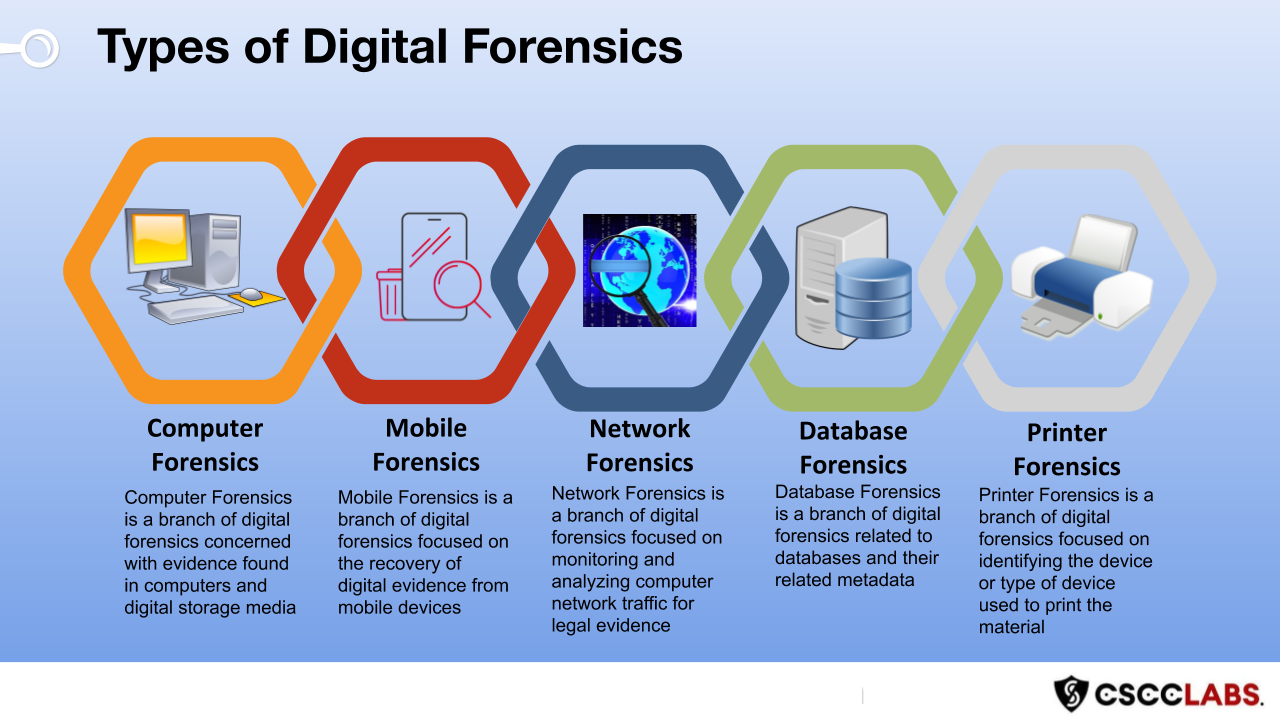 Types of Digital Forensics
Computer
Forensics
Computer Forensics
is a branch of digital
forensics concerned
with evidence found
in computers and
digital storage media
Mobile
Forensics
Mobile Forensics is a
branch of digital
forensics focused on
the recovery of
digital evidence from
mobile devices
Network
Forensics
Network Forensics is
a branch of digital
forensics focused on
monitoring and
analyzing computer
network traffic for
legal evidence
Database
Forensics
Database Forensics
is a branch of digital
forensics related to
databases and their
related metadata
Printer
Forensics
Printer Forensics is a
branch of digital
forensics focused on
identifying the device
or type of device
used to print the
material
CSCCLABS.